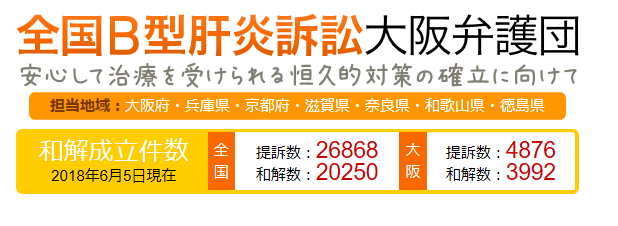 全国B型肝炎訴訟大阪弁護団
安心して治療を受けられる恒久的対策の確立に向けて
担当地域：大阪府・兵庫県・京都府・滋賀県・奈良県・和歌山県・徳島県
和解成立件数
2018年6月5日現在
全国
提訴数：26868
和解数：20250
大阪
提訴数：4876
和解数：3992